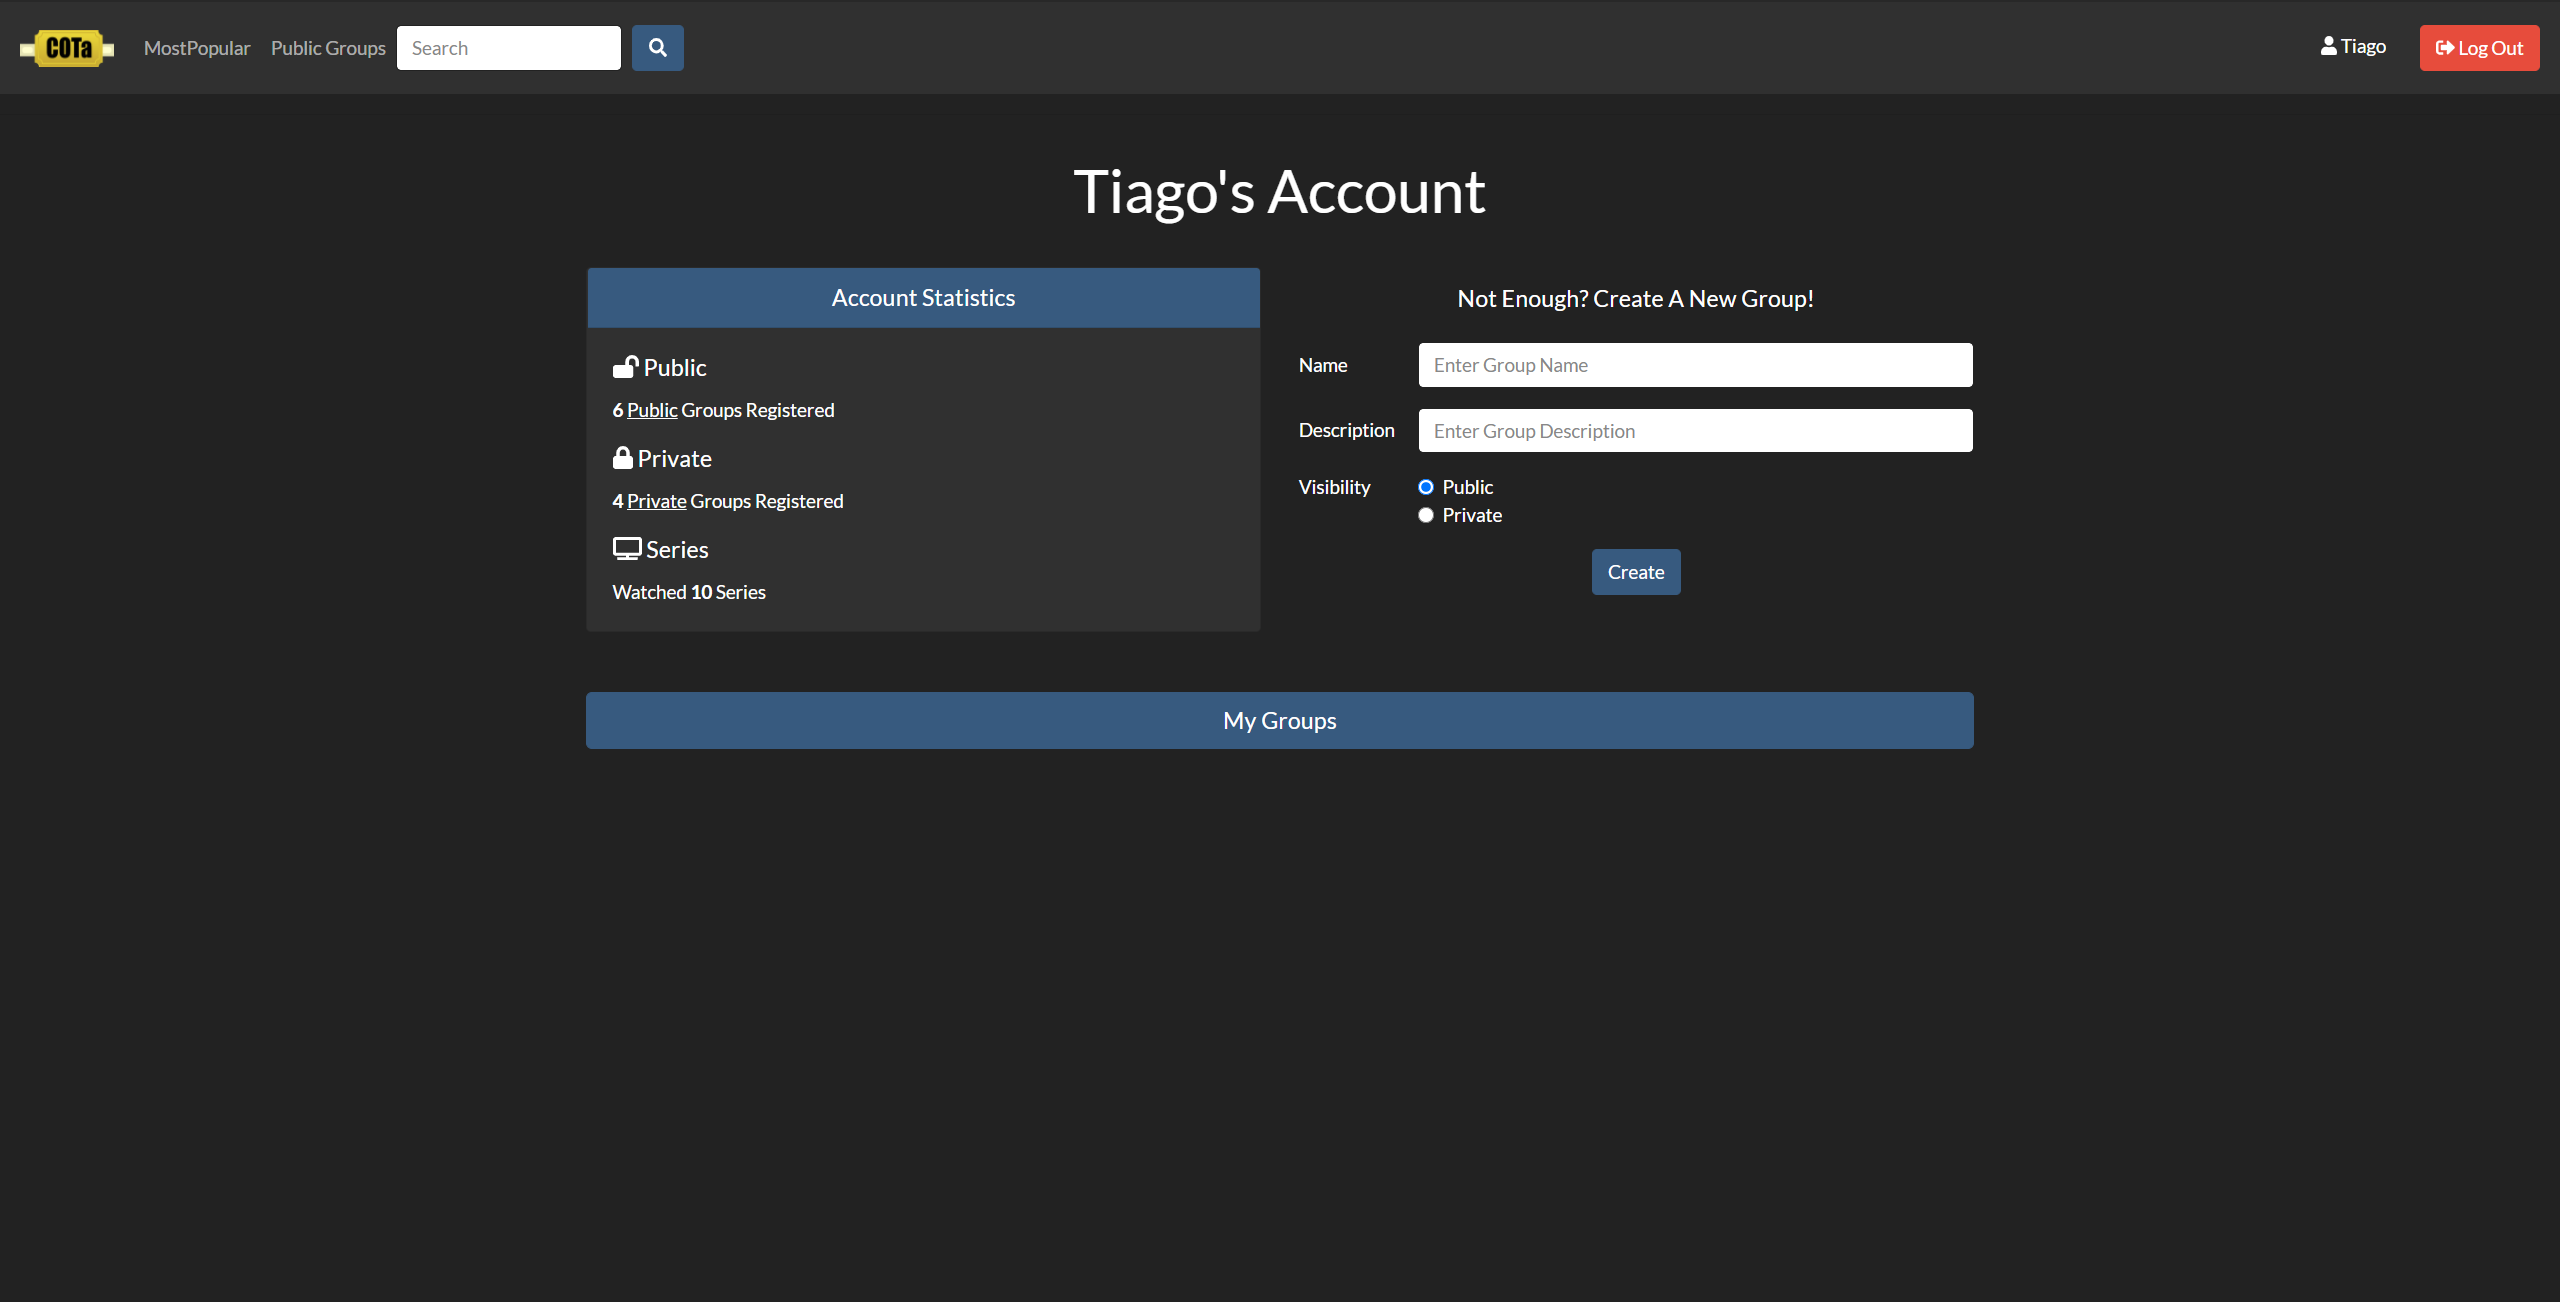 COTa MostPopular Public Groups Search Tiago Log Out
Tiago's Account
Account Statistics
Public
6 Public Groups Registered
Private
4 Private Groups Registered
Series
Watched 10 Series
Not Enough? Create A New Group!
Name Enter Group Name
Description Enter Group Description
Visibility Public
Private
Create
My Groups